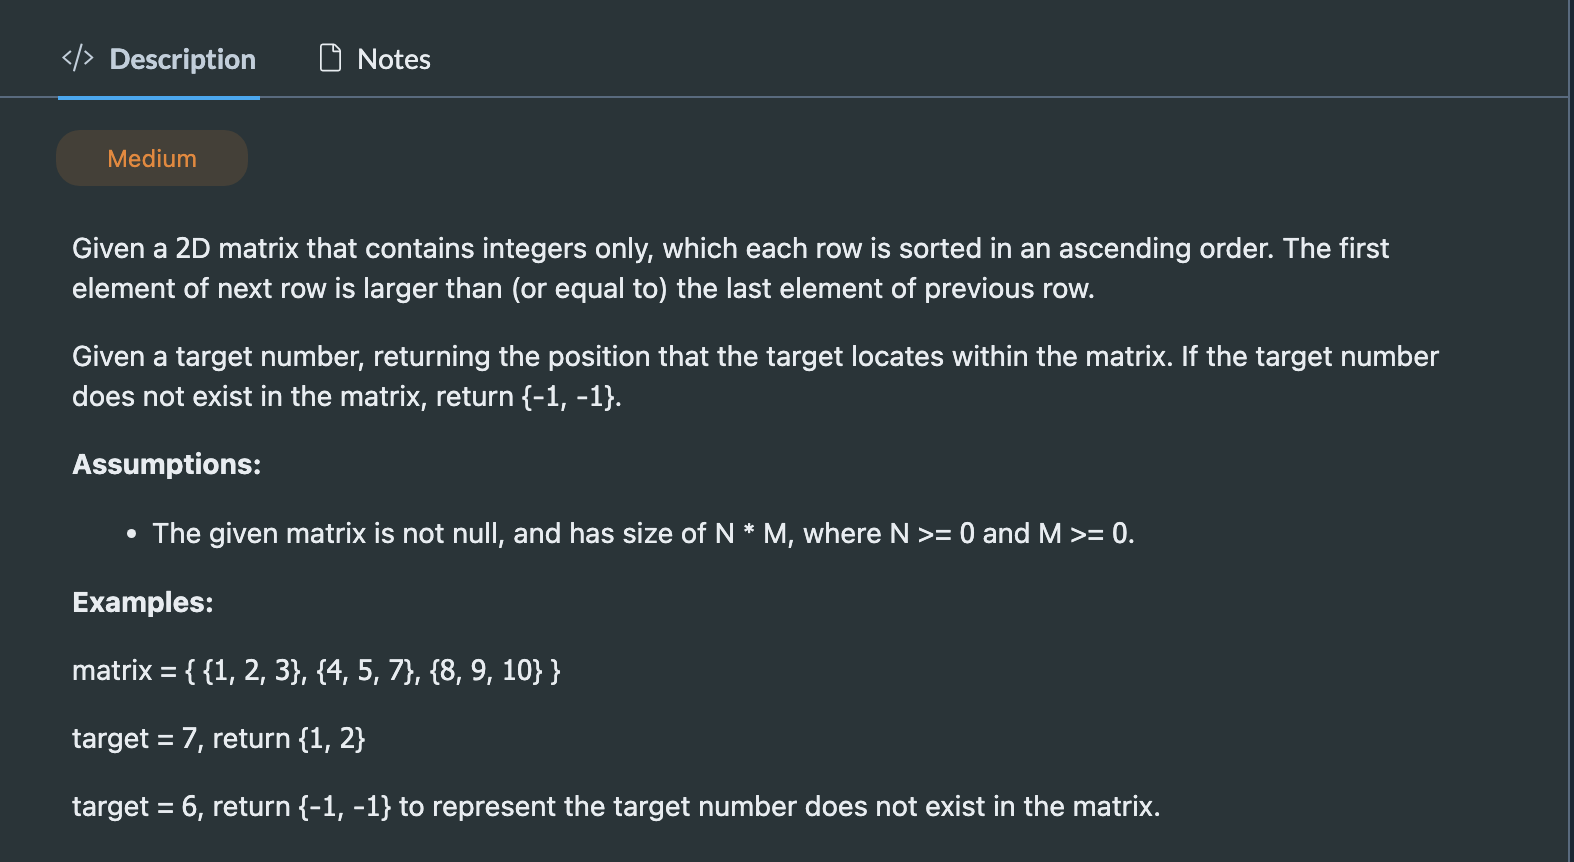 </> Description Notes
Medium
Given a 2D matrix that contains integers only, which each row is sorted in an ascending order. The first
element of next row is larger than (or equal to) the last element of previous row.
Given a target number, returning the position that the target locates within the matrix. If the target number
does not exist in the matrix, return {-1, -1}.
Assumptions:
• The given matrix is not null, and has size of N * M, where N >= 0 and M >= 0.
Examples:
matrix = { {1, 2, 3}, {4, 5, 7}, {8, 9, 10} }
target = 7, return {1, 2}
target = 6, return {-1, -1} to represent the target number does not exist in the matrix.